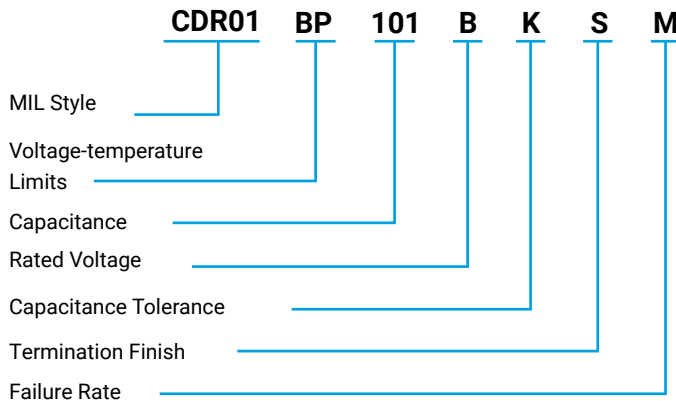 CDR01 BP 101 B K S M
MIL Style
Voltage-temperature
Limits
Capacitance
Rated Voltage
Capacitance Tolerance
Termination Finish
Failure Rate